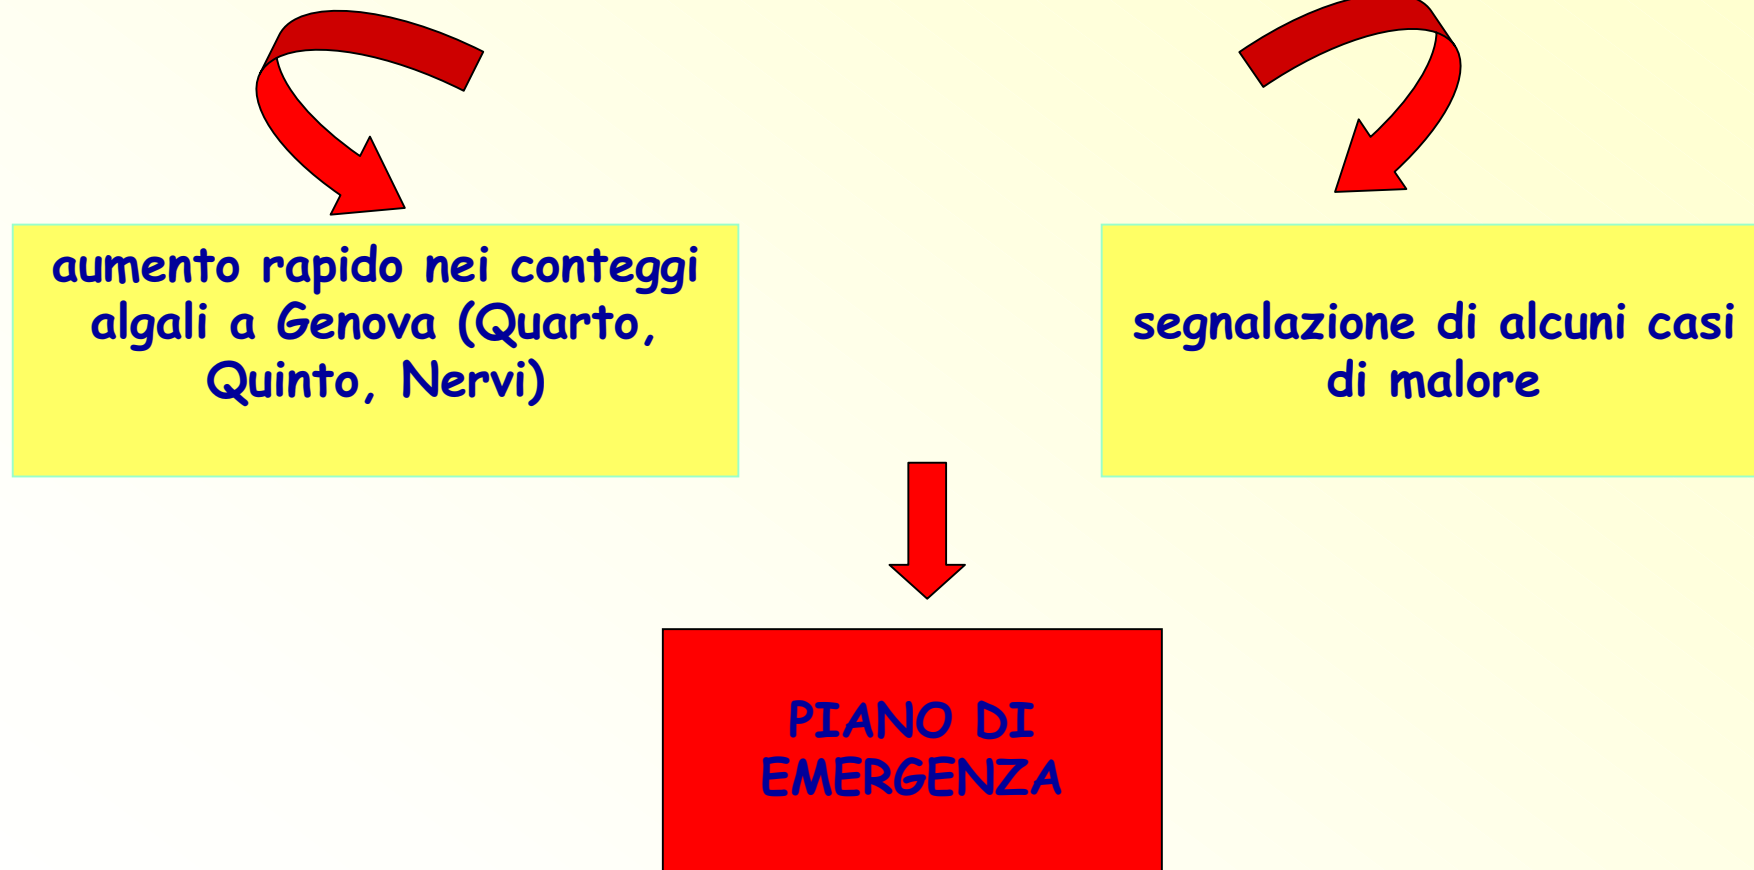 aumento rapido nei conteggi
algali a Genova (Quarto,
Quinto, Nervi)
segnalazione di alcuni casi
di malore
PIANO DI
EMERGENZA